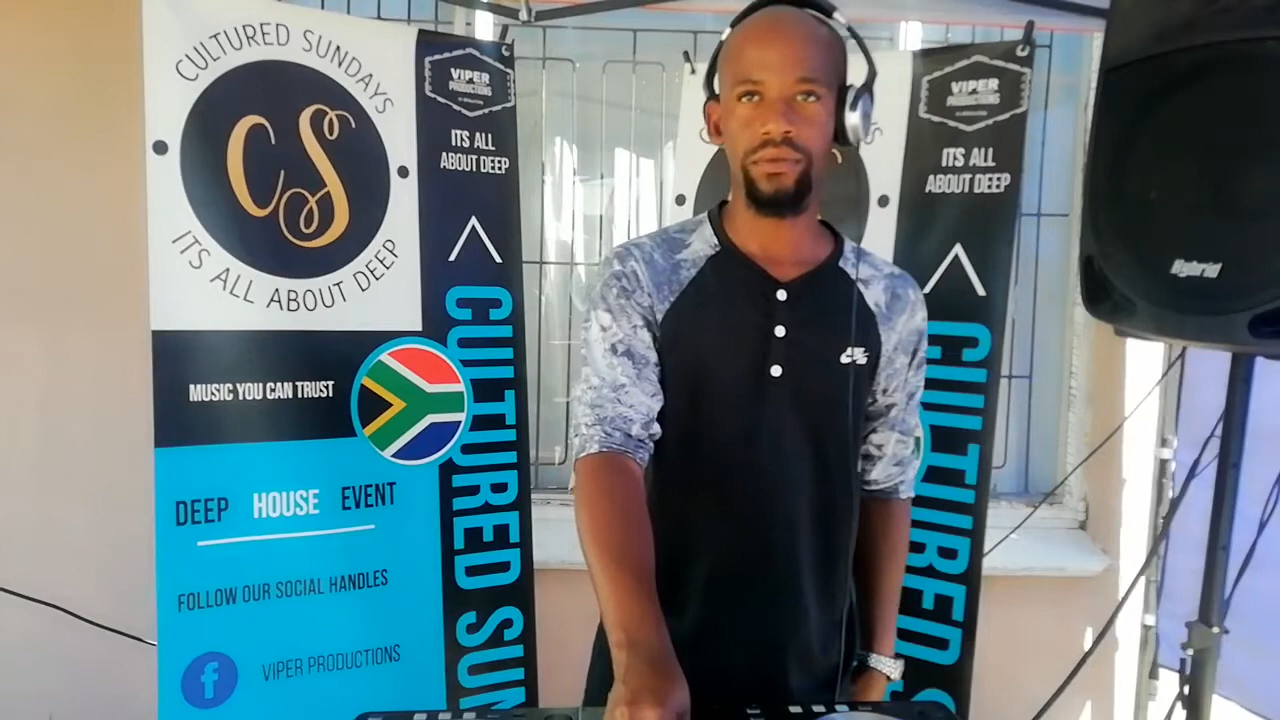 CULTURED SUNDAYS
CS
ITS ALL ABOUT DEEP
MUSIC YOU CAN TRUST
DEEP HOUSE EVENT
FOLLOW OUR SOCIAL HANDLES
f VIPER PRODUCTIONS
VIPER
PRODUCTIONS
ITS ALL
ABOUT DEEP
CULTURED SUN
VIPER
PRODUCTIONS
ITS ALL
ABOUT DEEP
CULTURED S
Hybrid